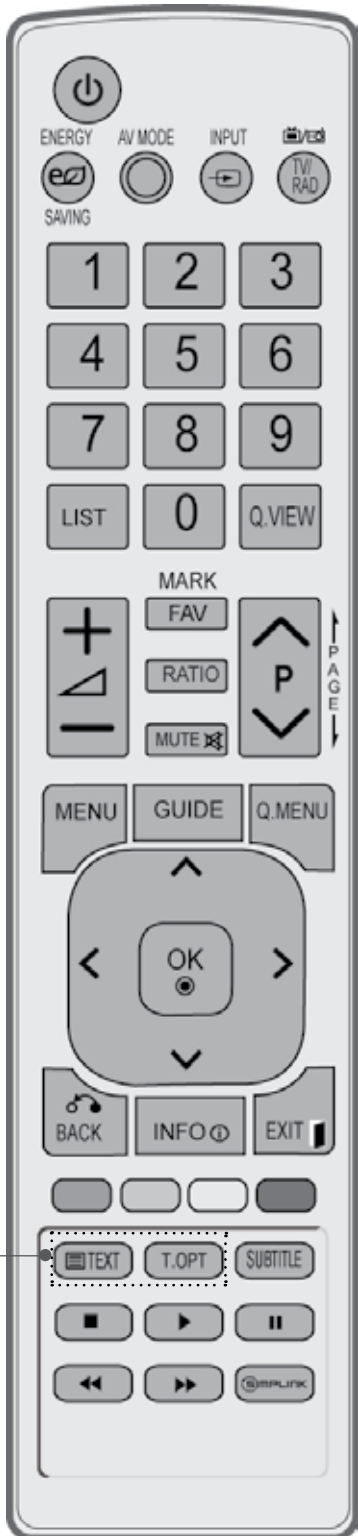 ENERGY AV MODE INPUT
TV/
RAD
SAVING
1 2 3
4 5 6
7 8 9
LIST 0 Q.VIEW
MARK
FAV
RATIO
P
PAGE
MUTE
MENU GUIDE Q.MENU
OK
BACK INFO EXIT
TEXT T.OPT SUBTITLE
SIMPLINK